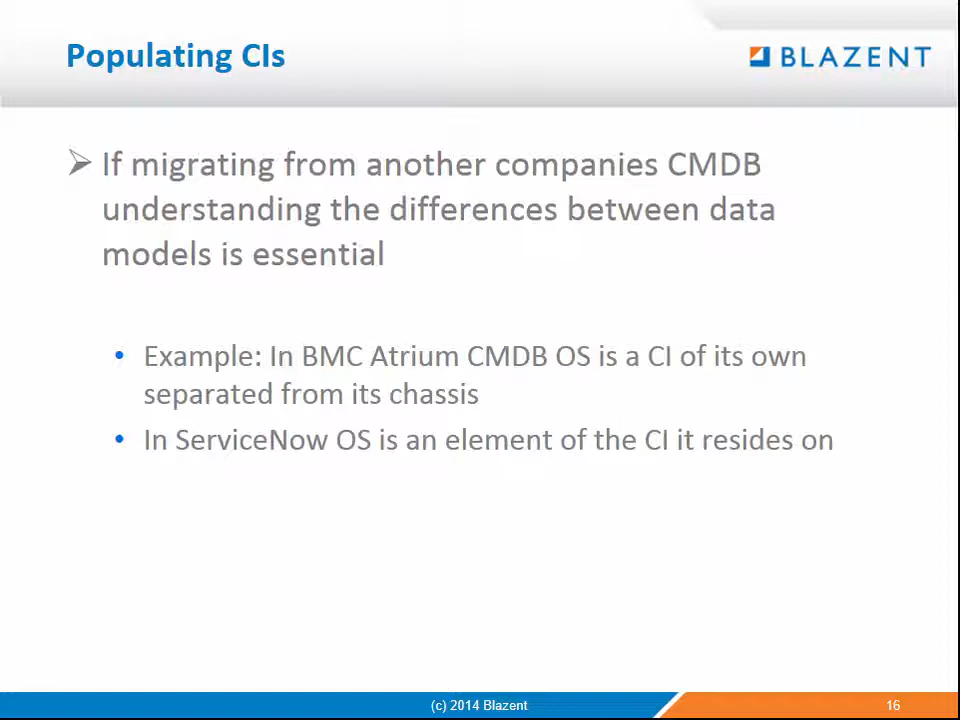 Populating CIs
BLAZENT
If migrating from another companies CMDB
understanding the differences between data
models is essential
Example: In BMC Atrium CMDB OS is a CI of its own
separated from its chassis
In ServiceNow OS is an element of the CI it resides on
(c) 2014 Blazent
16